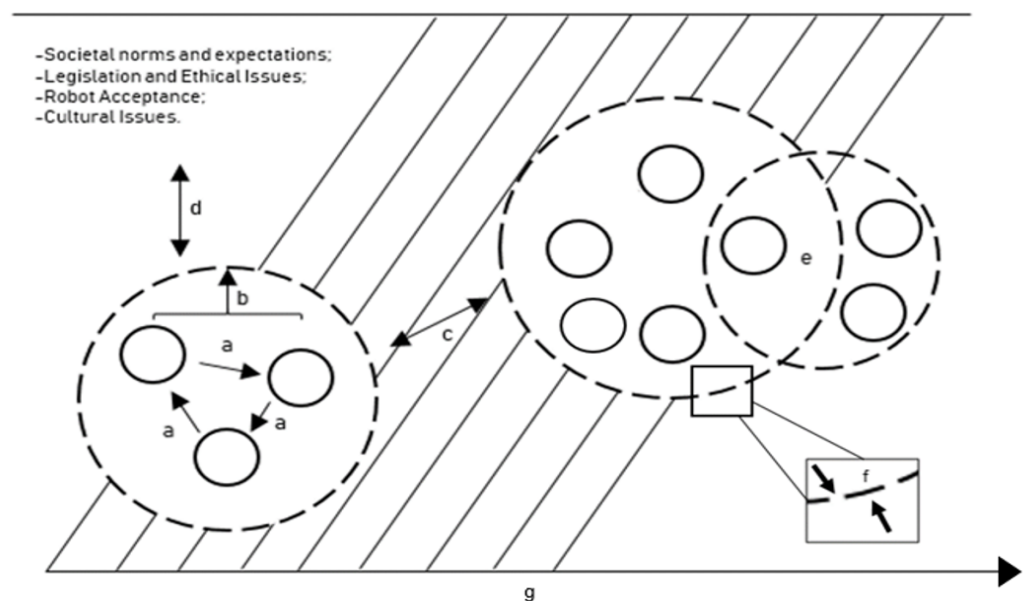 -Societal norms and expectations;
-Legislation and Ethical Issues;
-Robot Acceptance;
-Cultural Issues.
d
b
c
e
a
a
a
f
g